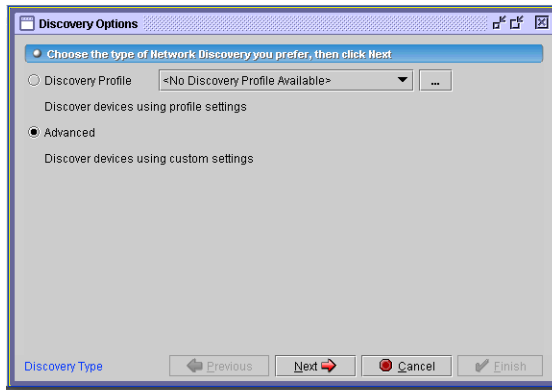 Discovery Options
Choose the type of Network Discovery you prefer, then click Next
Discovery Profile <No Discovery Profile Available> ...
Discover devices using profile settings
Advanced
Discover devices using custom settings
Discovery Type Previous Next Cancel Finish